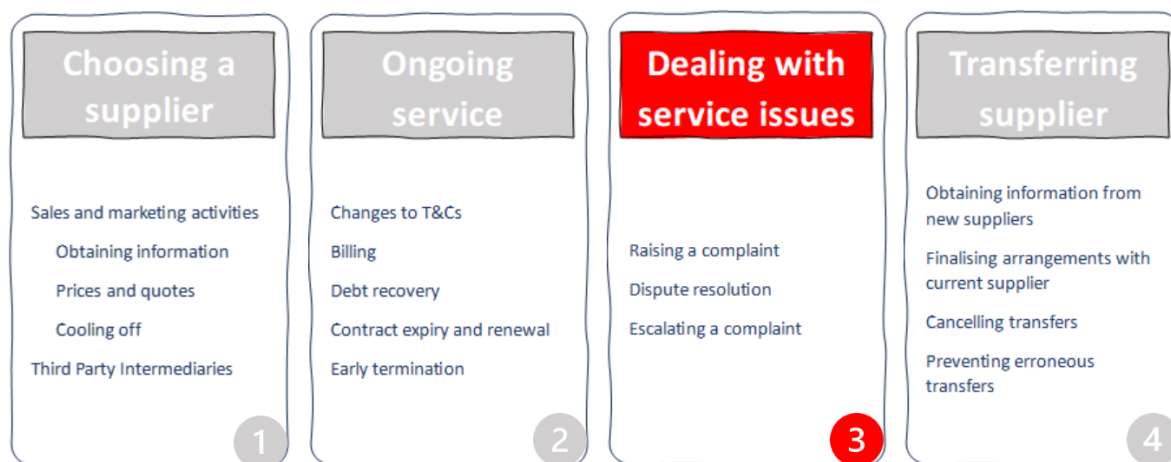 Choosing a
supplier
Sales and marketing activities
Obtaining information
Prices and quotes
Cooling off
Third Party Intermediaries
1
Ongoing
service
Changes to T&Cs
Billing
Debt recovery
Contract expiry and renewal
Early termination
2
Dealing with
service issues
Raising a complaint
Dispute resolution
Escalating a complaint
3
Transferring
supplier
Obtaining information from
new suppliers
Finalising arrangements with
current supplier
Cancelling transfers
Preventing erroneous
transfers
4